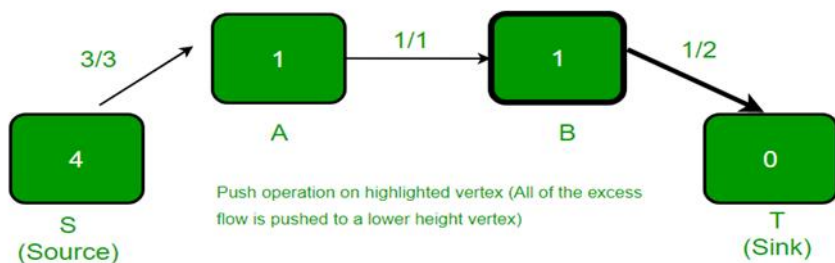 3/3
1
1/1
1
1/2
A
B
4
0
Push operation on highlighted vertex (All of the excess
flow is pushed to a lower height vertex)
S
(Source)
T
(Sink)